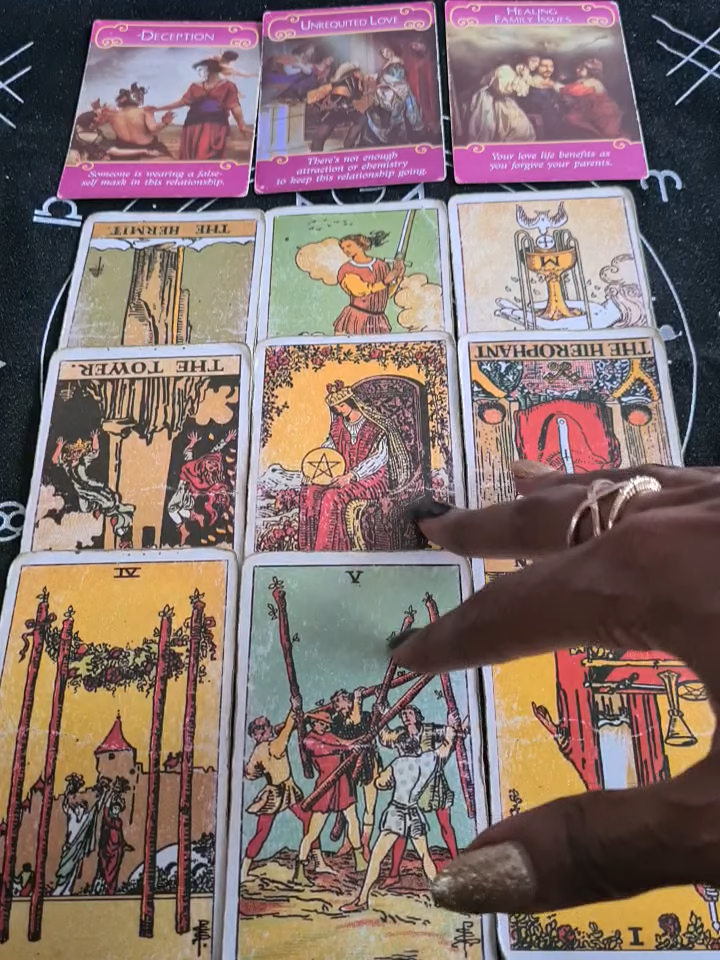 DECEPTION
Someone is wearing a false-
self mask in this relationship.
UNREQUITED LOVE
There's not enough
attraction or chemistry
to keep this relationship going.
HEALING
FAMILY ISSUES
Your love life benefits as
you forgive your parents.
THE HERMIT.
THE TOWER.
THE HIEROPHANT
IV
V
I